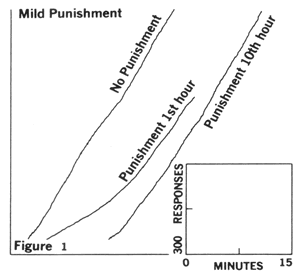 Mild Punishment
No Punishment
Punishment 1st hour
Punishment 10th hour
Figure 1
300 RESPONSES
0 15
MINUTES